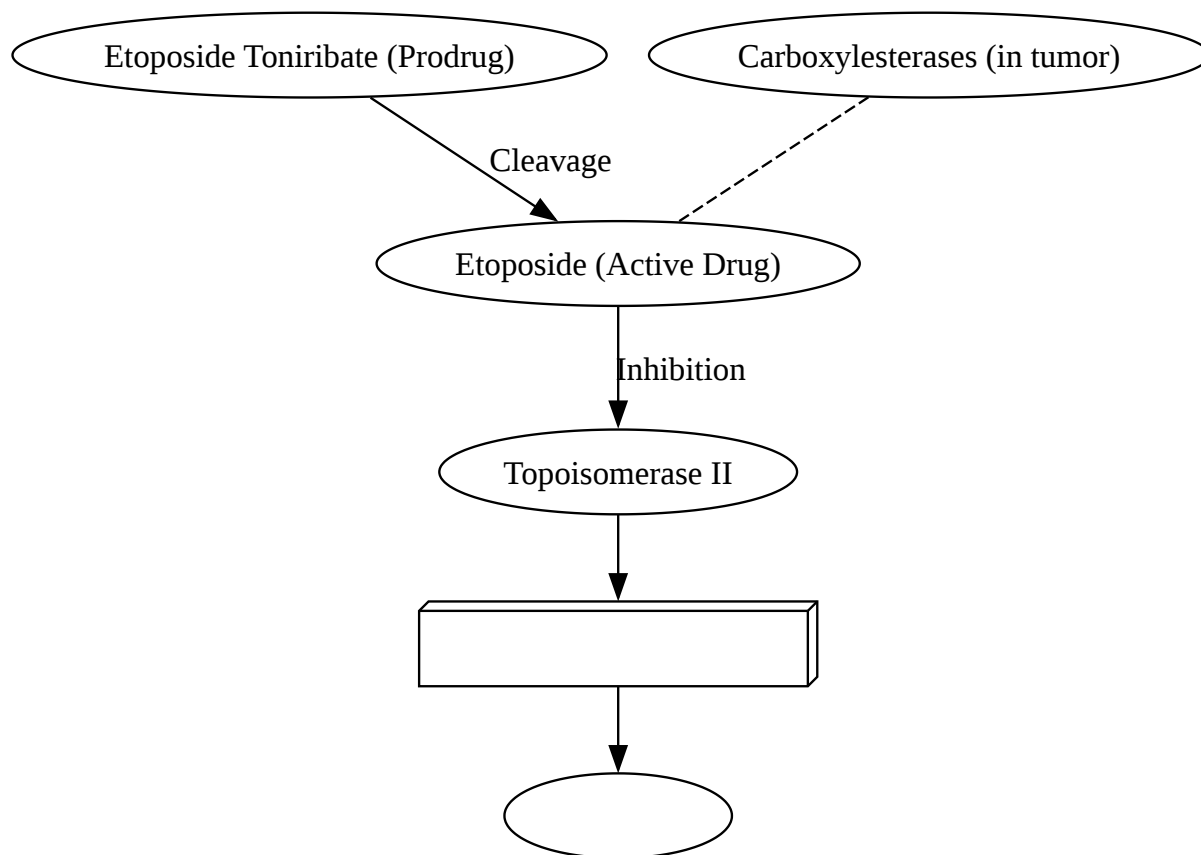 Etoposide Toniribate (Prodrug)
Carboxylesterases (in tumor)
Cleavage
Etoposide (Active Drug)
Inhibition
Topoisomerase II